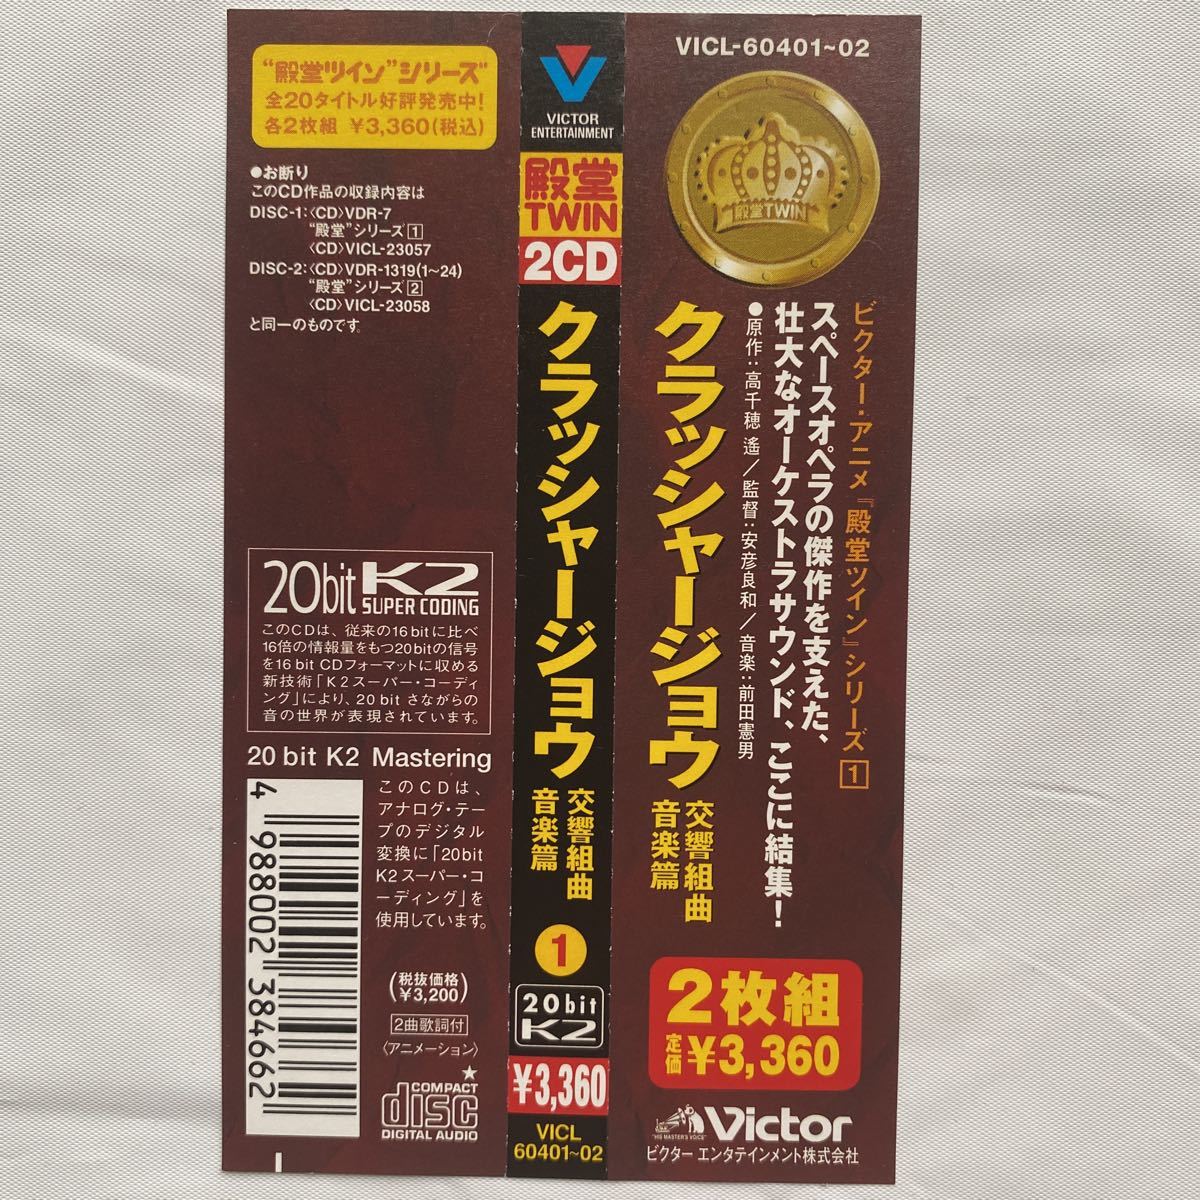 “殿堂ツイン”シリーズ
全20タイトル好評発売中!
各2枚組 ¥3,360(税込)
●お断り
このCD作品の収録内容は
DISC-1:〈CD〉VDR-7
“殿堂”シリーズ1
〈CD〉VICL-23057
DISC-2:〈CD〉VDR-1319(1~24)
“殿堂”シリーズ2
〈CD〉VICL-23058
と同一のものです。
20bit K2
SUPER CODING
このCDは、従来の16bitに比べ
16倍の情報量をもつ20bitの信号
を16 bit CDフォーマットに収める
新技術「K2スーパー・コーディ
ング」により、20 bit さながらの
音の世界が表現されています。
20 bit K2 Mastering
このCDは、
アナログ・テー
プのデジタル
変換に「20bit
K2スーパー・コ
ーディング」を
使用しています。
4 988002 384662
(税抜価格)
¥3,200
2曲歌詞付
〈アニメーション〉
★
COMPACT
disc
DIGITAL AUDIO
VICTOR
ENTERTAINMENT
殿堂
TWIN
2CD
クラッシャージョウ
交響組曲
音楽篇
1
20bit
K2
¥3,360
VICL
60401~02
VICL-60401~02
殿堂TWIN
ビクター・アニメ『殿堂ツイン』シリーズ1
スペースオペラの傑作を支えた、
壮大なオーケストラサウンド、ここに結集!
●原作:高千穂 遙/監督:安彦良和/音楽:前田憲男
クラッシャージョウ
交響組曲
音楽篇
2枚組
定価¥3,360
"HIS MASTER'S VOICE"
Victor
ビクター エンタテインメント株式会社